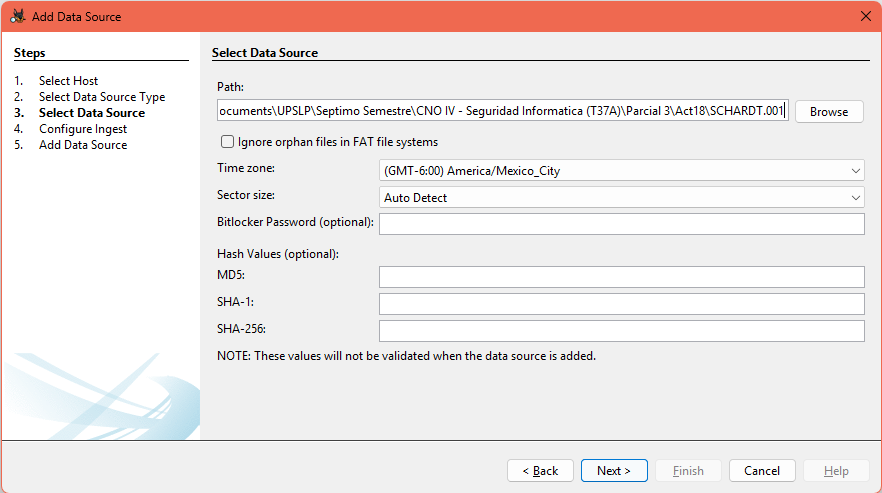 Add Data Source
Steps
1. Select Host
2. Select Data Source Type
3. Select Data Source
4. Configure Ingest
5. Add Data Source
Select Data Source
Path:
ocuments\UPSLP\Septimo Semestre\CNO IV - Seguridad Informatica (T37A)\Parcial 3\Act18\SCHARDT.001
Browse
Ignore orphan files in FAT file systems
Time zone:
(GMT-6:00) America/Mexico_City
Sector size:
Auto Detect
Bitlocker Password (optional):
Hash Values (optional):
MD5:
SHA-1:
SHA-256:
NOTE: These values will not be validated when the data source is added.
< Back
Next >
Finish
Cancel
Help